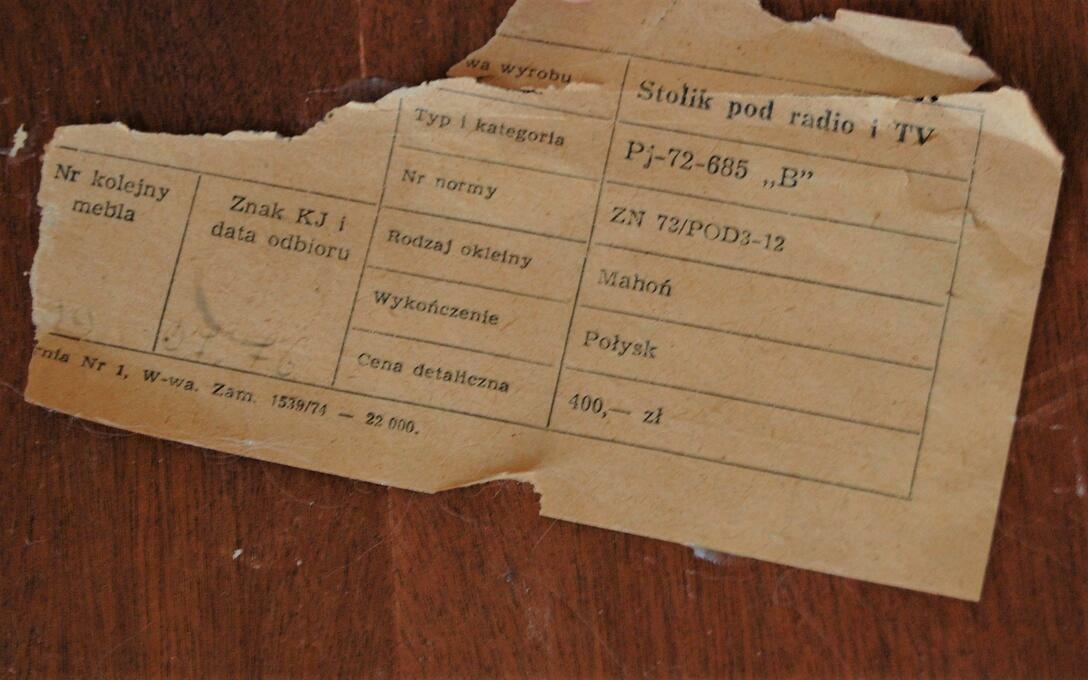 wa wyrobu Stolik pod radio i TV
Typ i kategoria Pj-72-685 „B”
Nr normy ZN 73/POD3-12
Rodzaj okleiny Mahoń
Wykończenie Połysk
Cena detaliczna 400,— zł
Nr kolejny
mebla
Znak KJ i
data odbioru
nia Nr 1, W-wa. Zam. 1539/74 — 22 000.